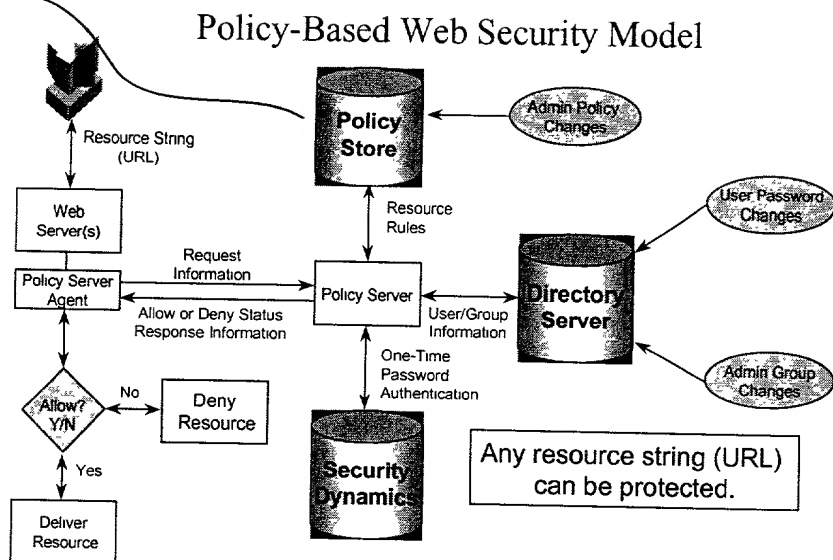 Policy-Based Web Security Model
Resource String
(URL)
Policy
Store
Admin Policy
Changes
Web
Server(s)
Resource
Rules
User Password
Changes
Request
Information
Policy Server
Agent
Policy Server
Directory
Server
Allow or Deny Status
Response Information
User/Group
Information
One-Time
Password
Authentication
Admin Group
Changes
Allow?
Y/N
No
Deny
Resource
Security
Dynamics
Any resource string (URL)
can be protected.
Yes
Deliver
Resource